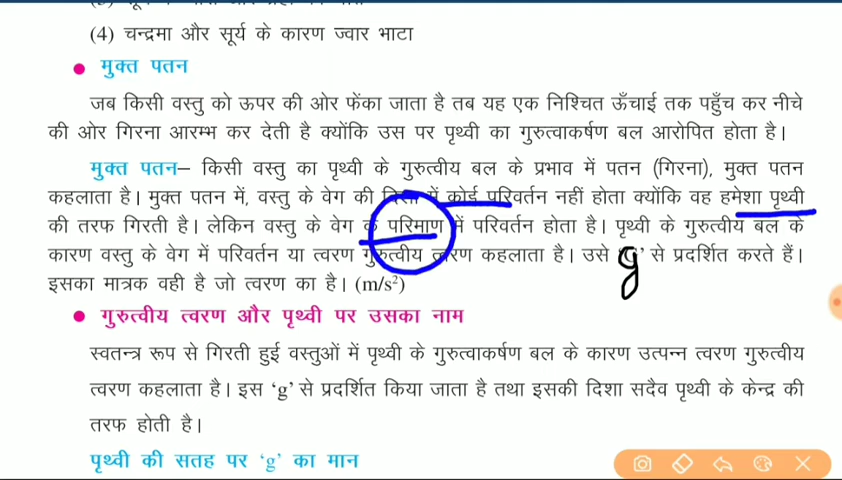 (4) चन्द्रमा और सूर्य के कारण ज्वार भाटा
मुक्त पतन
जब किसी वस्तु को ऊपर की ओर फेंका जाता है तब यह एक निश्चित ऊँचाई तक पहुँच कर नीचे
की ओर गिरना आरम्भ कर देती है क्योंकि उस पर पृथ्वी का गुरुत्वाकर्षण बल आरोपित होता है।
मुक्त पतन– किसी वस्तु का पृथ्वी के गुरुत्वीय बल के प्रभाव में पतन (गिरना), मुक्त पतन
कहलाता है। मुक्त पतन में, वस्तु के वेग की दिशा में कोई परिवर्तन नहीं होता क्योंकि वह हमेशा पृथ्वी
की तरफ गिरती है। लेकिन वस्तु के वेग के परिमाण में परिवर्तन होता है। पृथ्वी के गुरुत्वीय बल के
कारण वस्तु के वेग में परिवर्तन या त्वरण गुरुत्वीय त्वरण कहलाता है। उसे g’ से प्रदर्शित करते हैं।
इसका मात्रक वही है जो त्वरण का है। (m/s²)
गुरुत्वीय त्वरण और पृथ्वी पर उसका नाम
स्वतन्त्र रूप से गिरती हुई वस्तुओं में पृथ्वी के गुरुत्वाकर्षण बल के कारण उत्पन्न त्वरण गुरुत्वीय
त्वरण कहलाता है। इस ‘g’ से प्रदर्शित किया जाता है तथा इसकी दिशा सदैव पृथ्वी के केन्द्र की
तरफ होती है।
पृथ्वी की सतह पर ‘g’ का मान